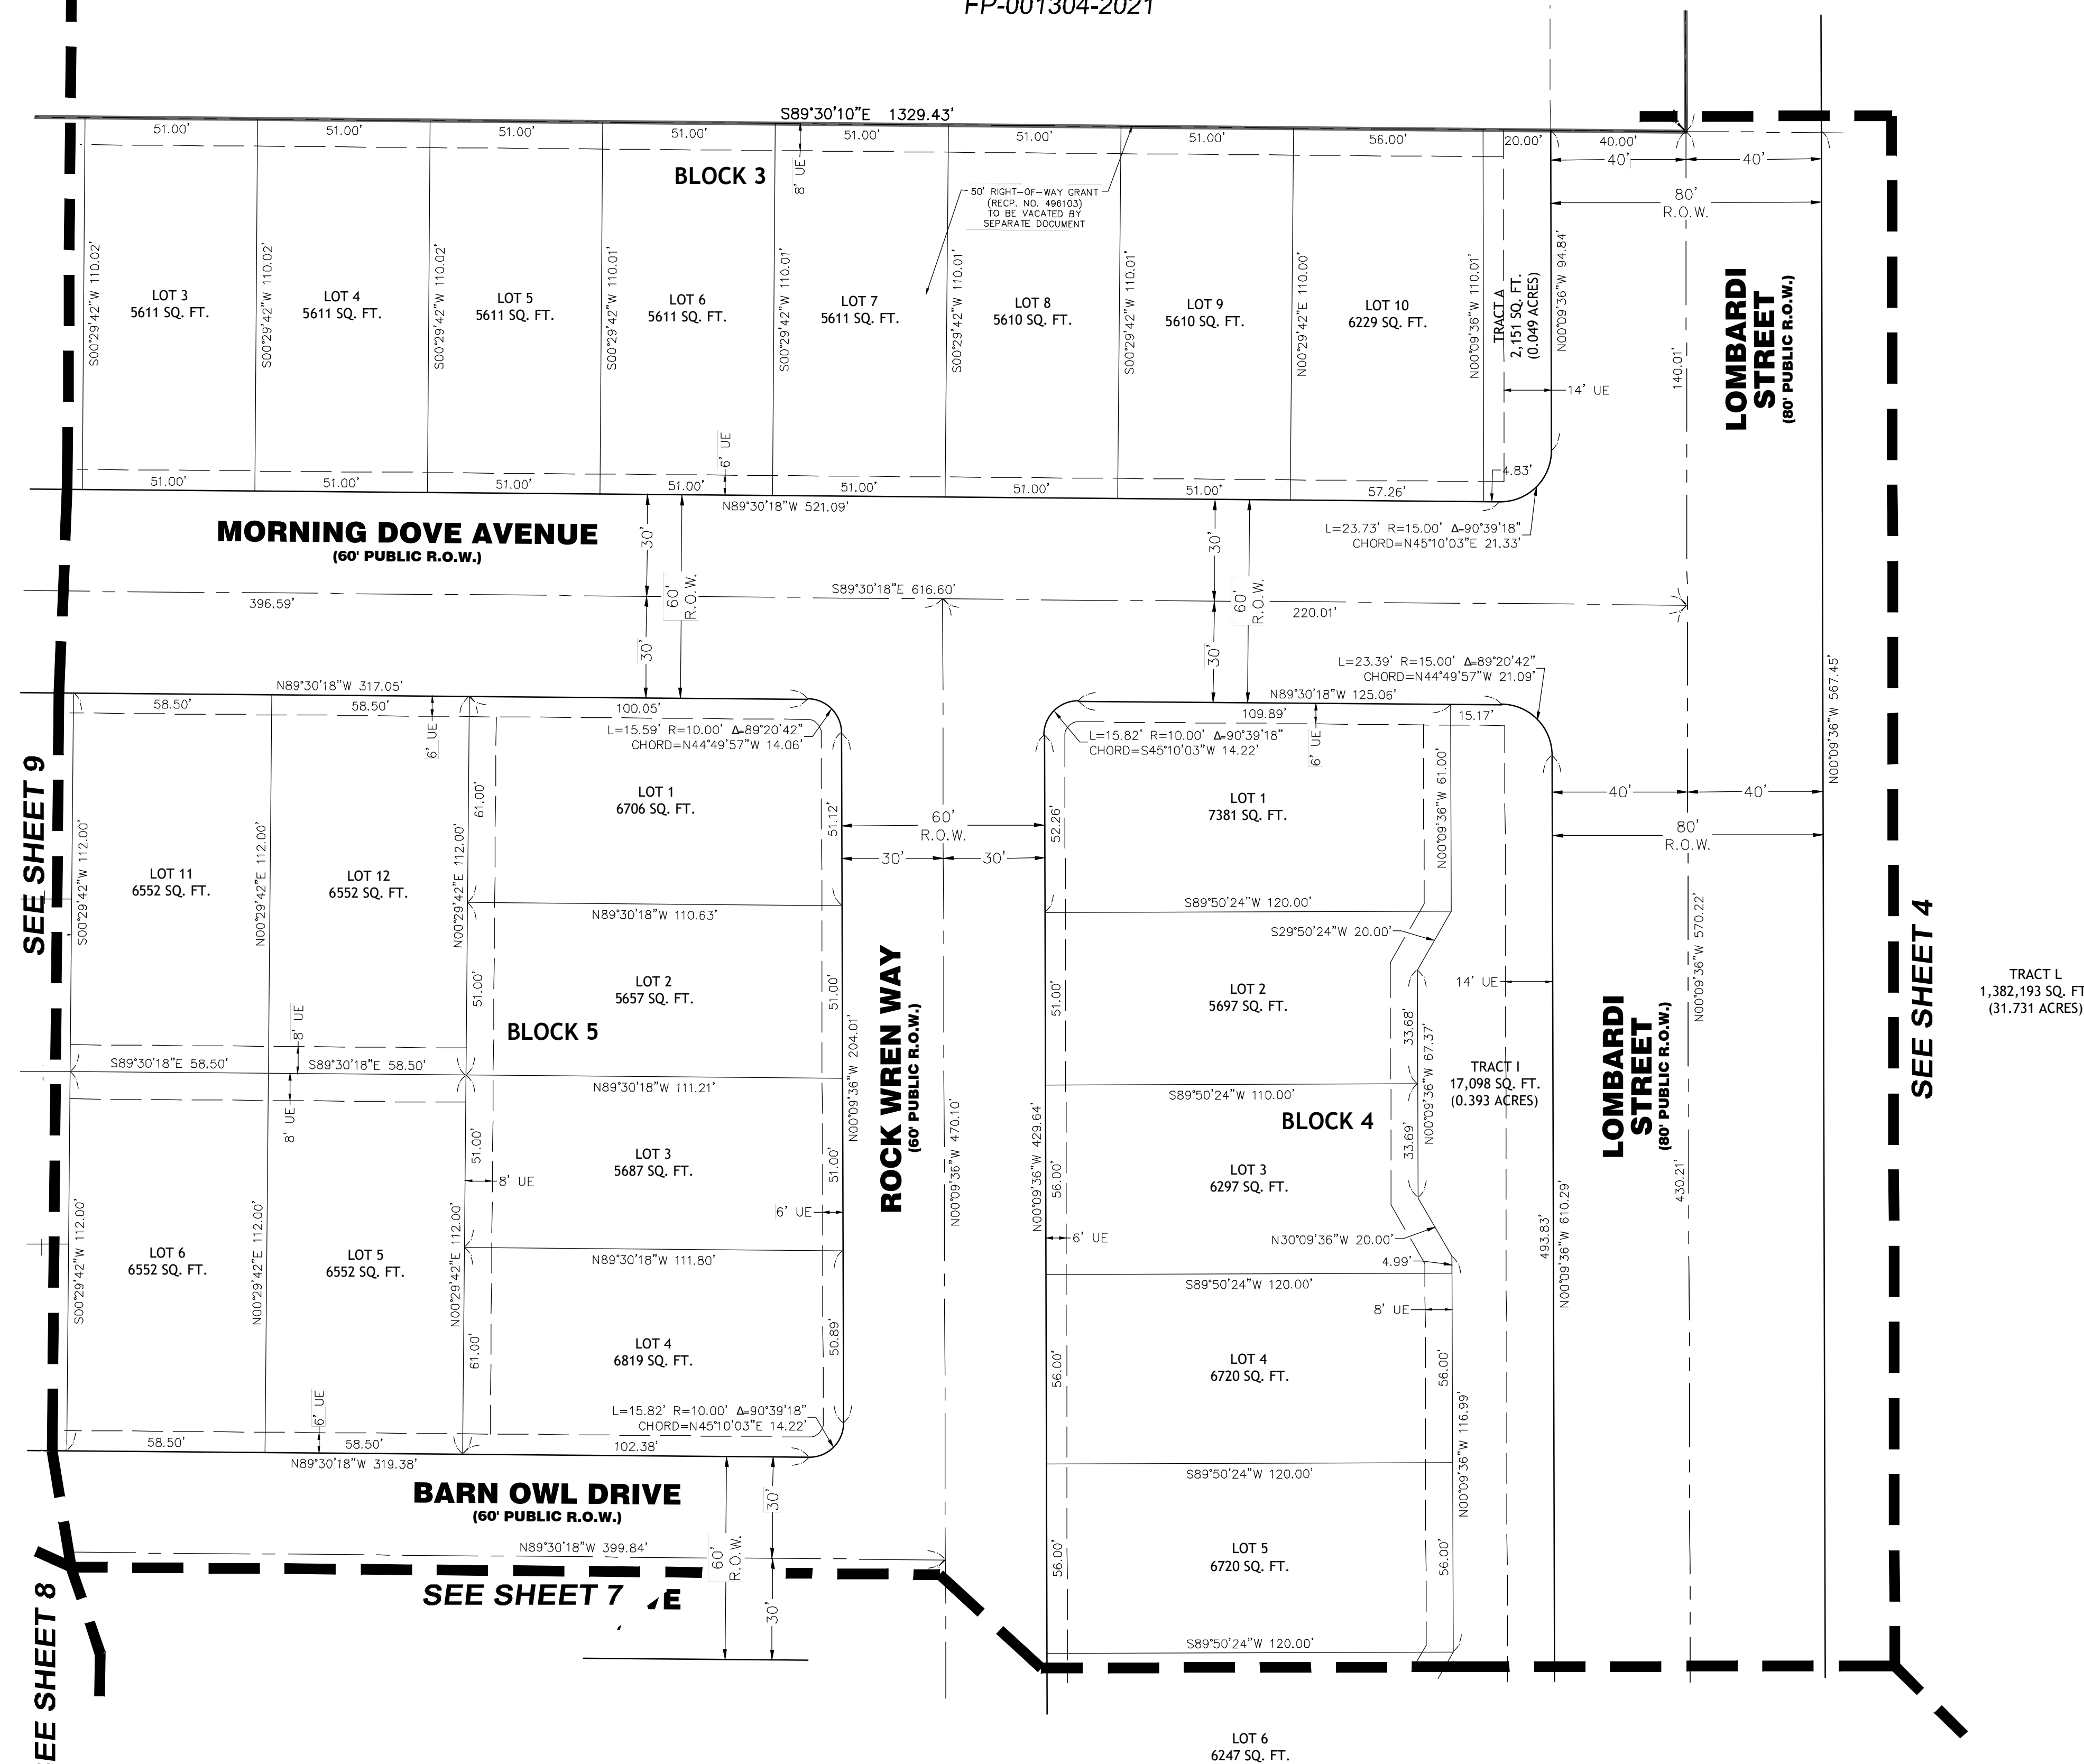 FP-001304-2021
S89°30'10"E 1329.43'
51.00'
51.00'
51.00'
51.00'
51.00'
51.00'
51.00'
56.00'
20.00'
40.00'
40'
40'
80'
R.O.W.
BLOCK 3
8' UE
50' RIGHT-OF-WAY GRANT
(RECP. NO. 496103)
TO BE VACATED BY
SEPARATE DOCUMENT
S00°29'42"W 110.02'
LOT 3
5611 SQ. FT.
S00°29'42"W 110.02'
LOT 4
5611 SQ. FT.
S00°29'42"W 110.02'
LOT 5
5611 SQ. FT.
S00°29'42"W 110.01'
LOT 6
5611 SQ. FT.
S00°29'42"W 110.01'
LOT 7
5611 SQ. FT.
S00°29'42"W 110.01'
LOT 8
5610 SQ. FT.
S00°29'42"W 110.01'
LOT 9
5610 SQ. FT.
N00°29'42"E 110.00'
LOT 10
6229 SQ. FT.
N00°09'36"W 110.01'
TRACT A
2,151 SQ. FT.
(0.049 ACRES)
N00°09'36"W 94.84'
14' UE
140.01'
LOMBARDI
STREET
(80' PUBLIC R.O.W.)
6' UE
4.83'
51.00'
51.00'
51.00'
51.00'
51.00'
51.00'
51.00'
57.26'
N89°30'18"W 521.09'
L=23.73' R=15.00' Δ=90°39'18"
CHORD=N45°10'03"E 21.33'
MORNING DOVE AVENUE
(60' PUBLIC R.O.W.)
30'
60'
R.O.W.
30'
30'
60'
R.O.W.
30'
S89°30'18"E 616.60'
396.59'
220.01'
N89°30'18"W 317.05'
58.50'
58.50'
100.05'
6' UE
L=15.59' R=10.00' Δ=89°20'42"
CHORD=N44°49'57"W 14.06'
L=23.39' R=15.00' Δ=89°20'42"
CHORD=N44°49'57"W 21.09'
N89°30'18"W 125.06'
109.89'
15.17'
L=15.82' R=10.00' Δ=90°39'18"
CHORD=S45°10'03"W 14.22'
6' UE
N00°09'36"W 567.45'
SEE SHEET 9
S00°29'42"W 112.00'
LOT 11
6552 SQ. FT.
N00°29'42"E 112.00'
LOT 12
6552 SQ. FT.
N00°29'42"E 112.00'
61.00'
LOT 1
6706 SQ. FT.
51.12'
60'
R.O.W.
30'
30'
52.26'
LOT 1
7381 SQ. FT.
N00°09'36"W 61.00'
40'
40'
80'
R.O.W.
N89°30'18"W 110.63'
S89°50'24"W 120.00'
S29°50'24"W 20.00'
51.00'
LOT 2
5657 SQ. FT.
51.00'
51.00'
LOT 2
5697 SQ. FT.
33.68'
14' UE
N00°09'36"W 570.22'
TRACT L
1,382,193 SQ. FT
(31.731 ACRES)
SEE SHEET 4
8' UE
BLOCK 5
ROCK WREN WAY
(60' PUBLIC R.O.W.)
N00°09'36"W 204.01'
N00°09'36"W 67.37'
LOMBARDI
STREET
(80' PUBLIC R.O.W.)
S89°30'18"E 58.50'
S89°30'18"E 58.50'
8' UE
N89°30'18"W 111.21'
S89°50'24"W 110.00'
TRACT I
17,098 SQ. FT.
(0.393 ACRES)
BLOCK 4
N00°09'36"W 470.10'
N00°09'36"W 429.64'
51.00'
8' UE
LOT 3
5687 SQ. FT.
51.00'
6' UE
56.00'
6' UE
LOT 3
6297 SQ. FT.
33.69'
430.21'
493.83'
N00°09'36"W 610.29'
S00°29'42"W 112.00'
LOT 6
6552 SQ. FT.
N00°29'42"E 112.00'
LOT 5
6552 SQ. FT.
N00°29'42"E 112.00'
N89°30'18"W 111.80'
N30°09'36"W 20.00'
4.99'
S89°50'24"W 120.00'
8' UE
61.00'
LOT 4
6819 SQ. FT.
50.89'
56.00'
LOT 4
6720 SQ. FT.
56.00'
6' UE
L=15.82' R=10.00' Δ=90°39'18"
CHORD=N45°10'03"E 14.22'
58.50'
58.50'
102.38'
N89°30'18"W 319.38'
S89°50'24"W 120.00'
N00°09'36"W 116.99'
BARN OWL DRIVE
(60' PUBLIC R.O.W.)
30'
60'
R.O.W.
30'
N89°30'18"W 399.84'
56.00'
LOT 5
6720 SQ. FT.
56.00'
SEE SHEET 7
E
EE SHEET 8
S89°50'24"W 120.00'
LOT 6
6247 SQ. FT.